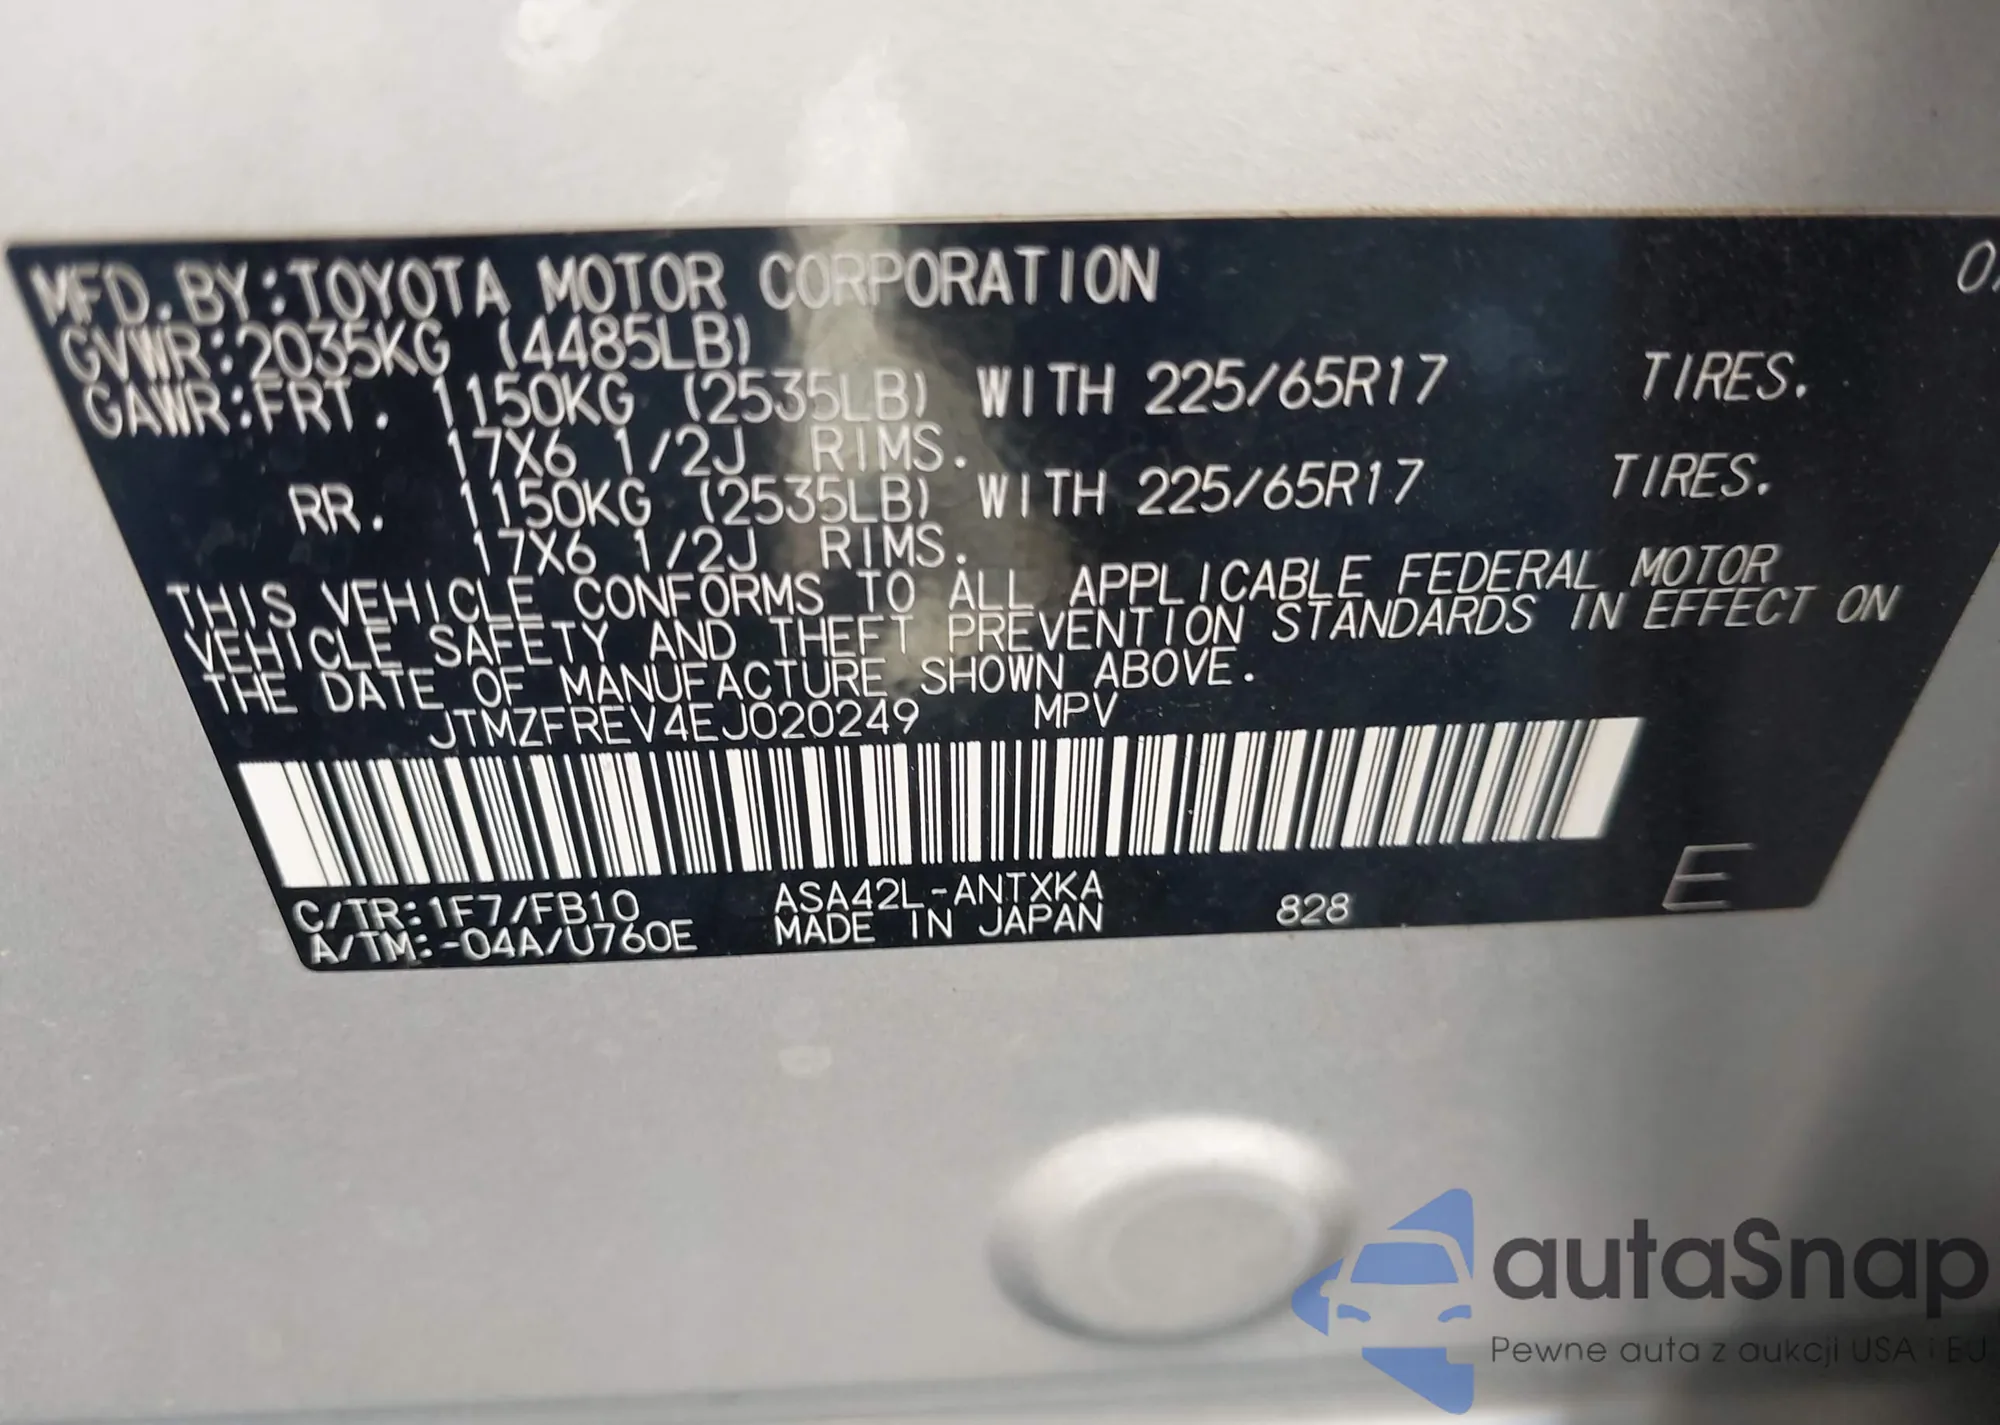 MFD.BY:TOYOTA MOTOR CORPORATION
GVWR:2035KG (4485LB)
GAWR:FRT. 1150KG (2535LB) WITH 225/65R17 TIRES.
17X6 1/2J RIMS.
RR. 1150KG (2535LB) WITH 225/65R17 TIRES.
17X6 1/2J RIMS.
THIS VEHICLE CONFORMS TO ALL APPLICABLE FEDERAL MOTOR
VEHICLE SAFETY AND THEFT PREVENTION STANDARDS IN EFFECT ON
THE DATE OF MANUFACTURE SHOWN ABOVE.
JTMZFREV4EJ020249 MPV
C/TR:1F7/FB10 ASA42L-ANTXKA 828 E
A/TM:-04A/U760E MADE IN JAPAN
autaSnap
Pewne auta z aukcji USA i EU